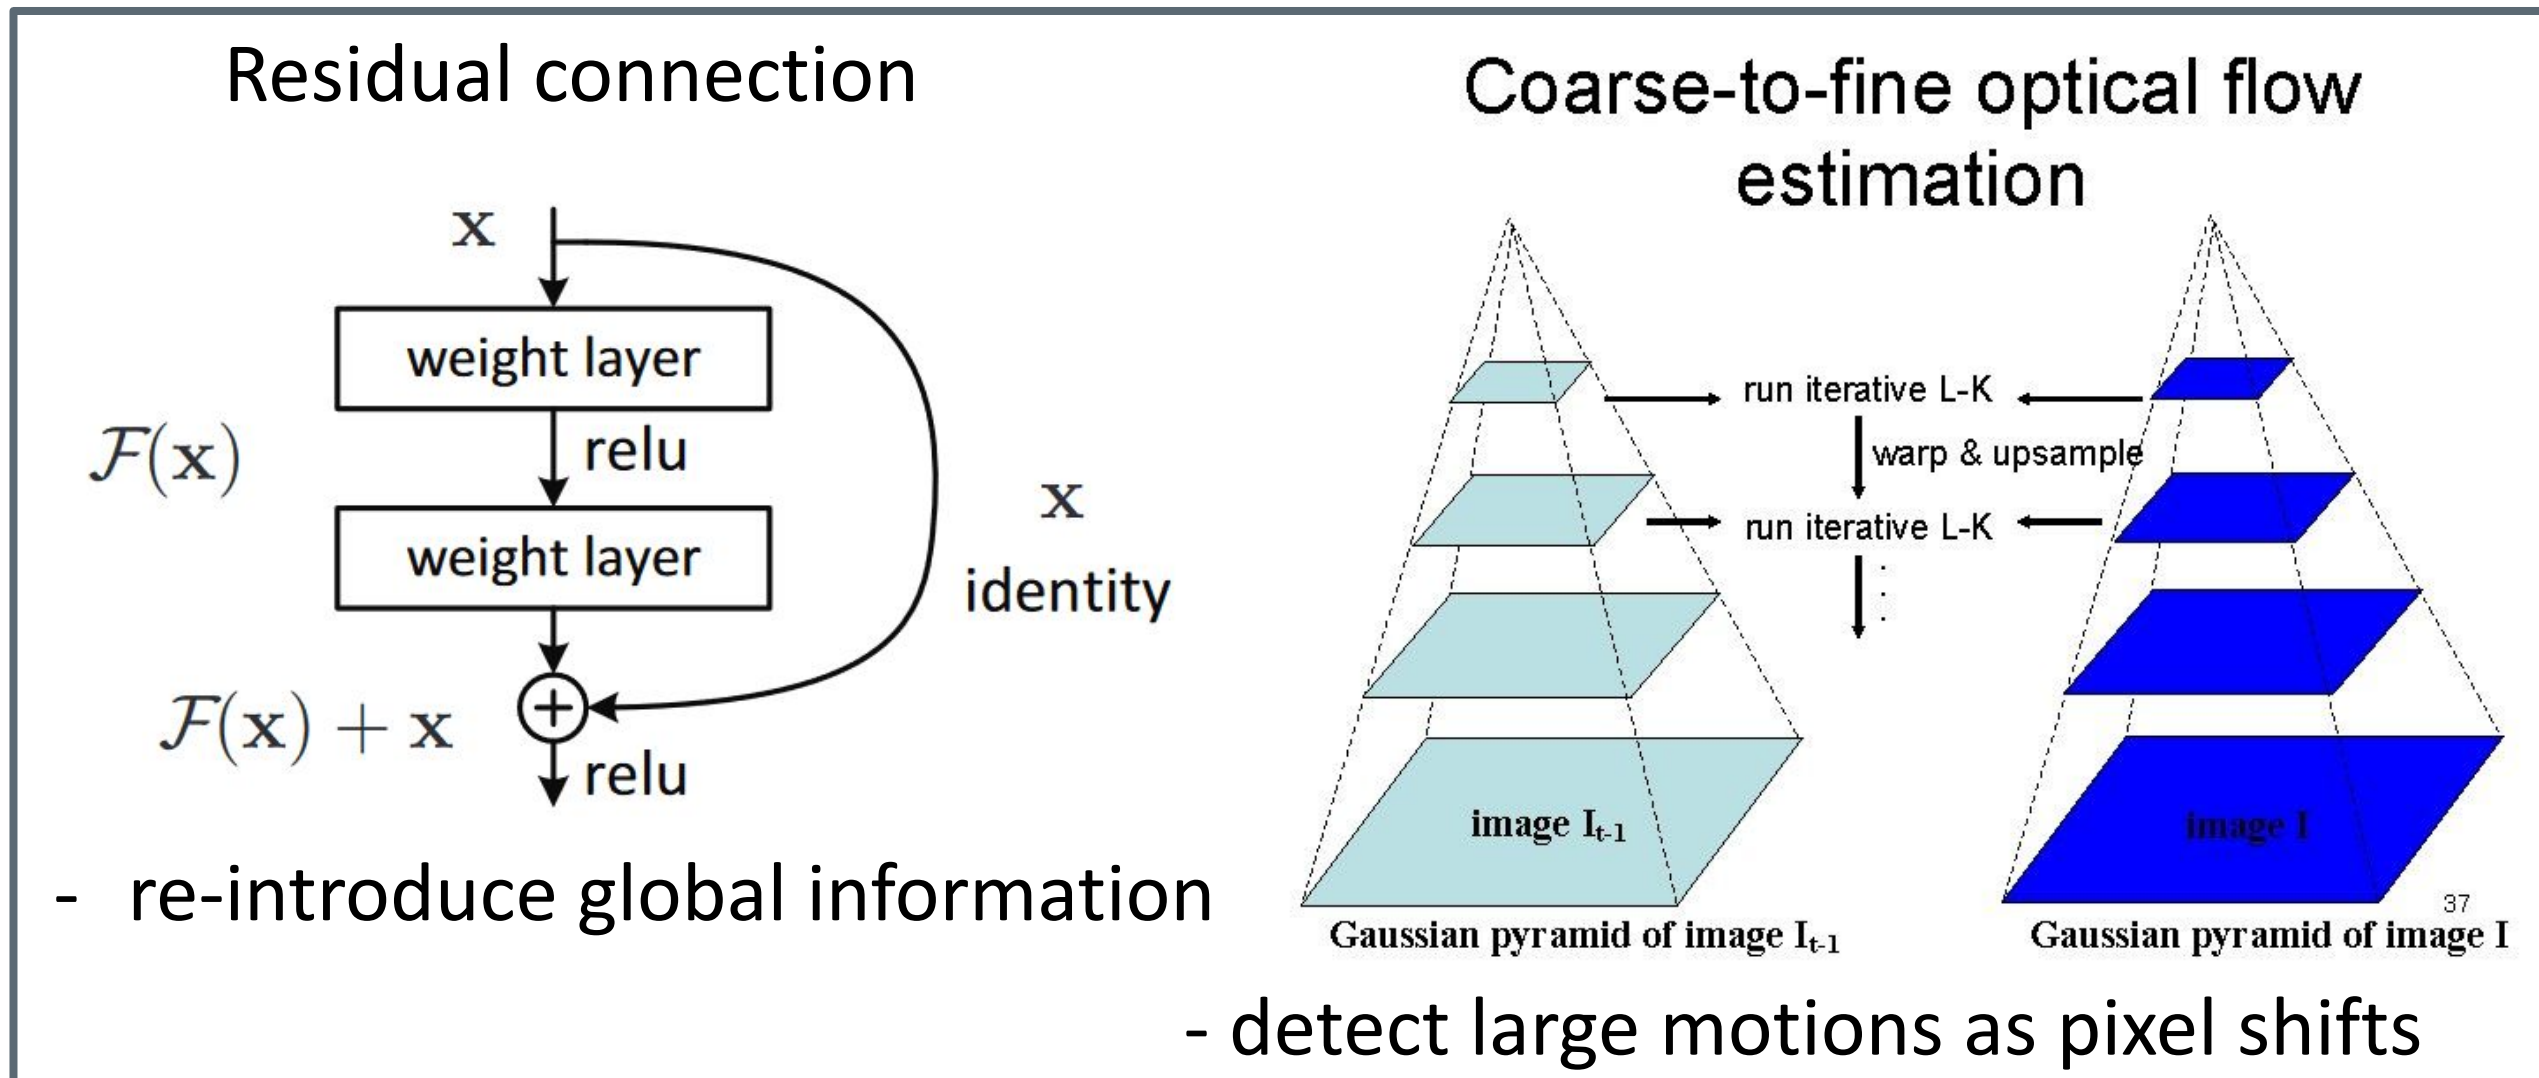 Residual connection
x
weight layer
relu
F(x)
weight layer
x
identity
F(x) + x
relu
- re-introduce global information
Coarse-to-fine optical flow
estimation
run iterative L-K
warp & upsample
run iterative L-K
.
.
.
image I_{t-1}
image I
37
Gaussian pyramid of image I_{t-1}
Gaussian pyramid of image I
- detect large motions as pixel shifts